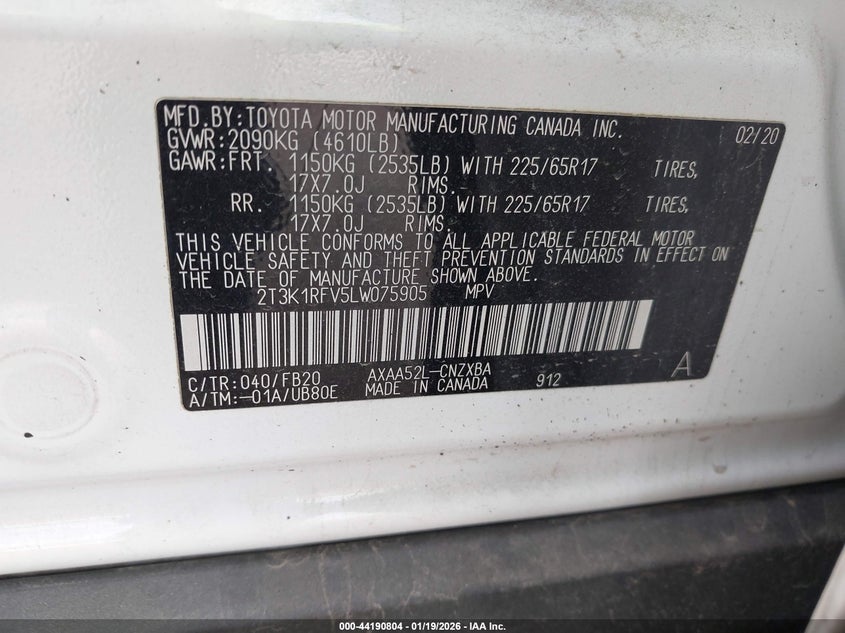 MFD.BY:TOYOTA MOTOR MANUFACTURING CANADA INC. 02/20
GVWR:2090KG (4610LB)
GAWR:FRT. 1150KG (2535LB) WITH 225/65R17 TIRES,
17X7.0J RIMS.
RR. 1150KG (2535LB) WITH 225/65R17 TIRES,
17X7.0J RIMS.
THIS VEHICLE CONFORMS TO ALL APPLICABLE FEDERAL MOTOR
VEHICLE SAFETY AND THEFT PREVENTION STANDARDS IN EFFECT ON
THE DATE OF MANUFACTURE SHOWN ABOVE.
2T3K1RFV5LW075905 MPV
C/TR:040/FB20 AXAA52L-CNZXBA A
A/TM:-01A/UB80E MADE IN CANADA 912
000-44190804 - 01/19/2026 - IAA Inc.